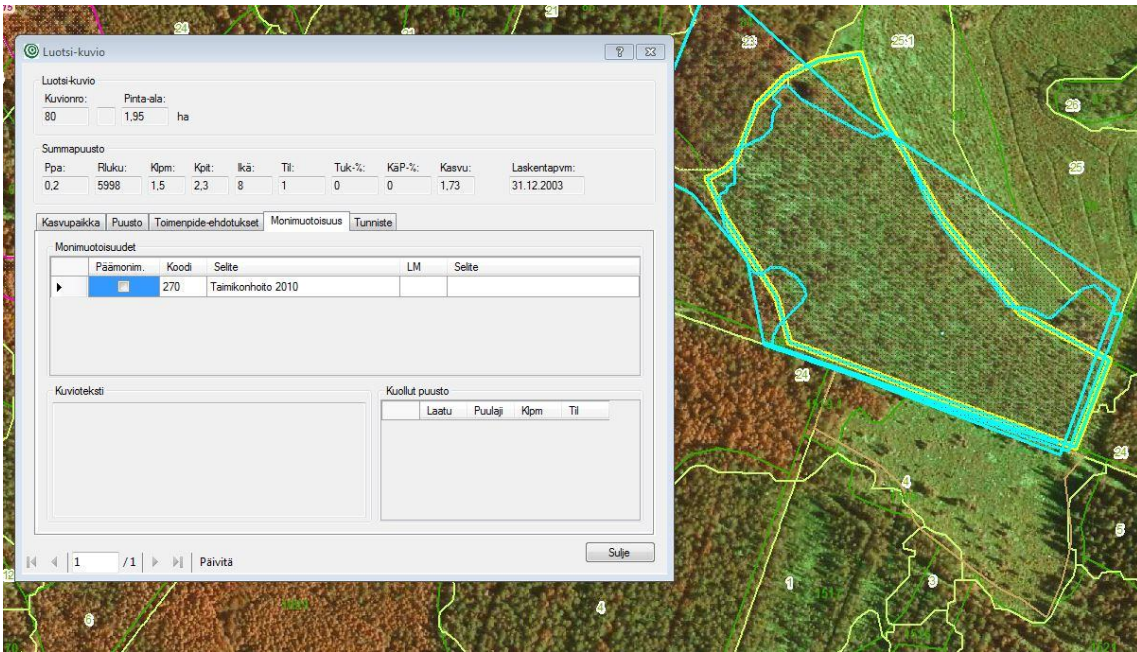 21
24
21
Luotsi-kuvio
Luotsi-kuvio
Kuvionro: Pinta-ala:
80 1,95 ha
Summapuusto
Ppa: Rluku: Klpm: Kpit: Ikä: Til: Tuk-%: KäP-%: Kasvu: Laskentapvm:
0,2 5998 1,5 2,3 8 1 0 0 1,73 31.12.2003
Kasvupaikka Puusto Toimenpide-ehdotukset Monimuotoisuus Tunniste
Monimuotoisuudet
Päämonim. Koodi Selite LM Selite
270 Taimikonhoito 2010
Kuvioteksti Kuollut puusto
Laatu Puulaji Klpm Til
Sulje
1 /1 Päivitä
23
25.1
26
25
24
24
4
5
12
1
3
6
4